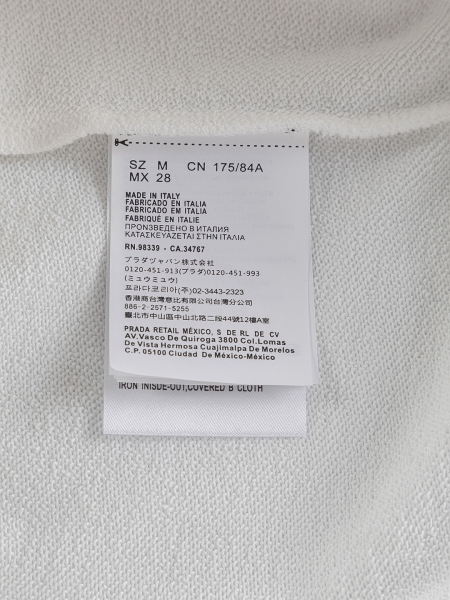 SZ M CN 175/84A
MX 28
MADE IN ITALY
FABRICADO EN ITALIA
FABRICADO EM ITALIA
FABRIQUÉ EN ITALIE
ПРОИЗВЕДЕНО В ИТАЛИЯ
ΚΑΤΑΣΚΕΥΑΖΕΤΑΙ ΣΤΗΝ ΙΤΑΛΙΑ
RN.98339 - CA.34767
プラダジャパン株式会社
0120-451-913(プラダ)0120-451-993
(ミュウミュウ)
프라다코리아(주)02-3443-2323
香港商台灣意比有限公司台灣分公司
886-2-2571-5255
臺北市中山區中山北路二段44號12樓A室
PRADA RETAIL MÉXICO, S DE RL DE CV
AV.Vasco De Quiroga 3800 Col.Lomas
De Vista Hermosa Cuajimalpa De Morelos
C.P. 05100 Ciudad De México-México
IRON INISDE-OUT,COVERED B CLOTH